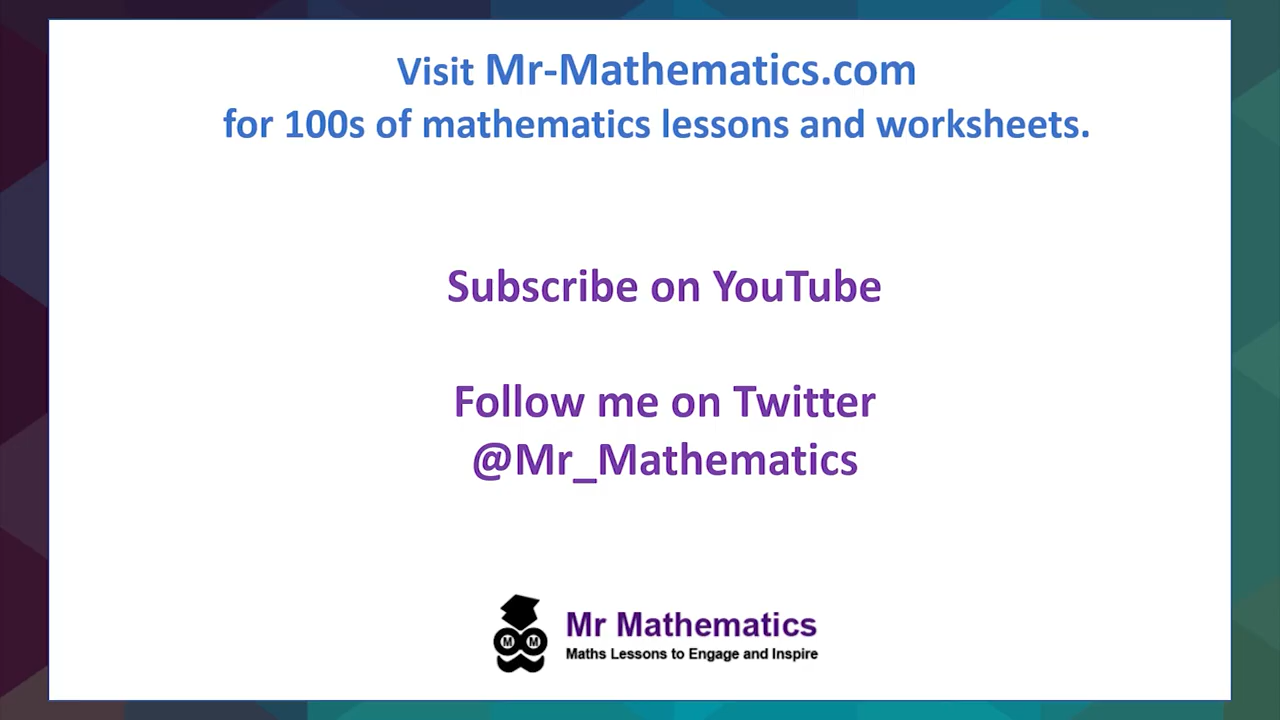 Visit Mr-Mathematics.com
for 100s of mathematics lessons and worksheets.
Subscribe on YouTube
Follow me on Twitter
@Mr_Mathematics
M M
Mr Mathematics
Maths Lessons to Engage and Inspire